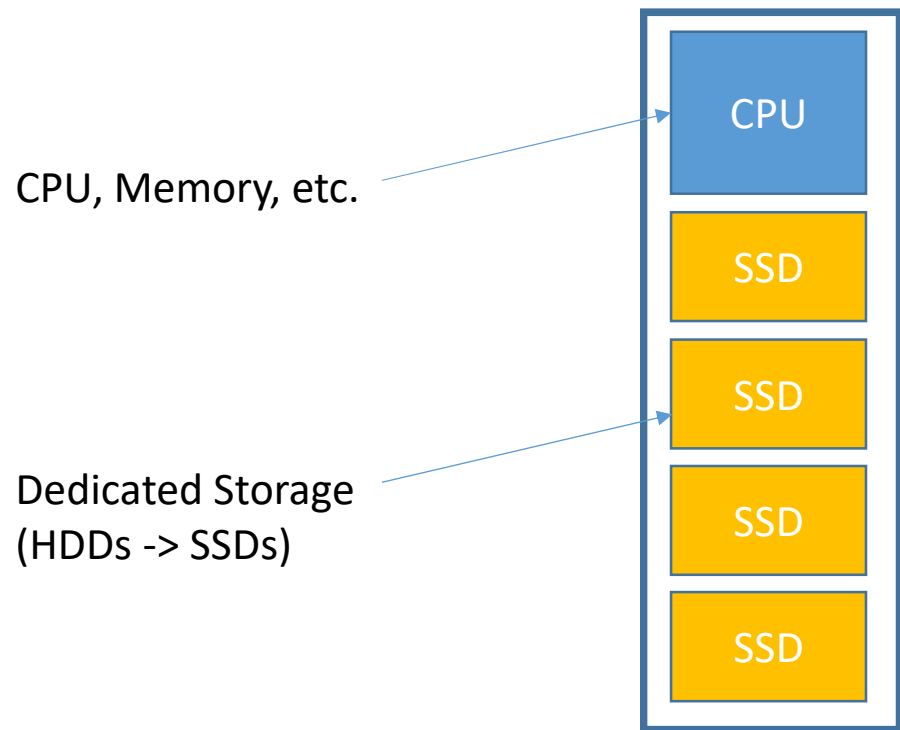 CPU, Memory, etc.
Dedicated Storage
(HDDs -> SSDs)
CPU
SSD
SSD
SSD
SSD